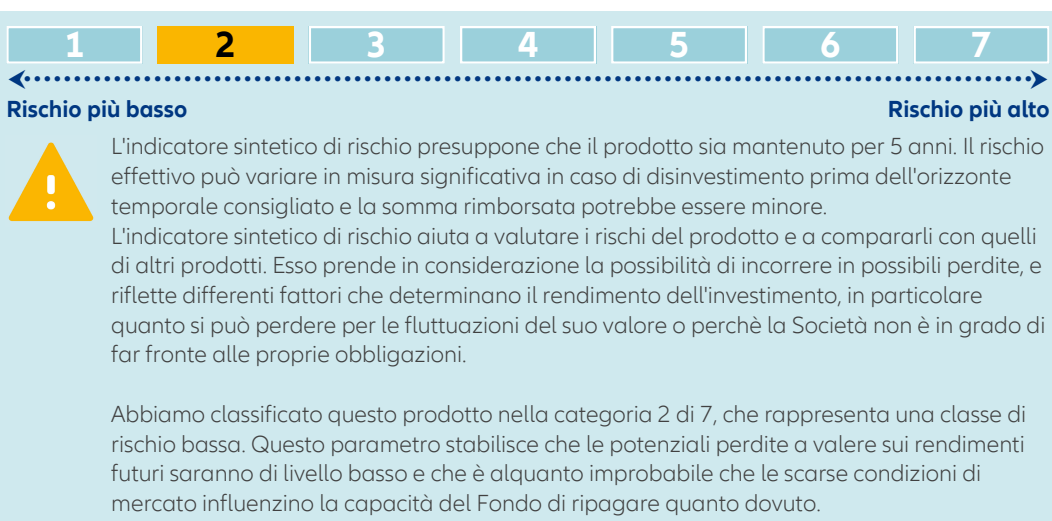 1 2 3 4 5 6 7
Rischio più basso Rischio più alto
L'indicatore sintetico di rischio presuppone che il prodotto sia mantenuto per 5 anni. Il rischio
effettivo può variare in misura significativa in caso di disinvestimento prima dell'orizzonte
temporale consigliato e la somma rimborsata potrebbe essere minore.
L'indicatore sintetico di rischio aiuta a valutare i rischi del prodotto e a compararli con quelli
di altri prodotti. Esso prende in considerazione la possibilità di incorrere in possibili perdite, e
riflette differenti fattori che determinano il rendimento dell'investimento, in particolare
quanto si può perdere per le fluttuazioni del suo valore o perchè la Società non è in grado di
far fronte alle proprie obbligazioni.
Abbiamo classificato questo prodotto nella categoria 2 di 7, che rappresenta una classe di
rischio bassa. Questo parametro stabilisce che le potenziali perdite a valere sui rendimenti
futuri saranno di livello basso e che è alquanto improbabile che le scarse condizioni di
mercato influenzino la capacità del Fondo di ripagare quanto dovuto.